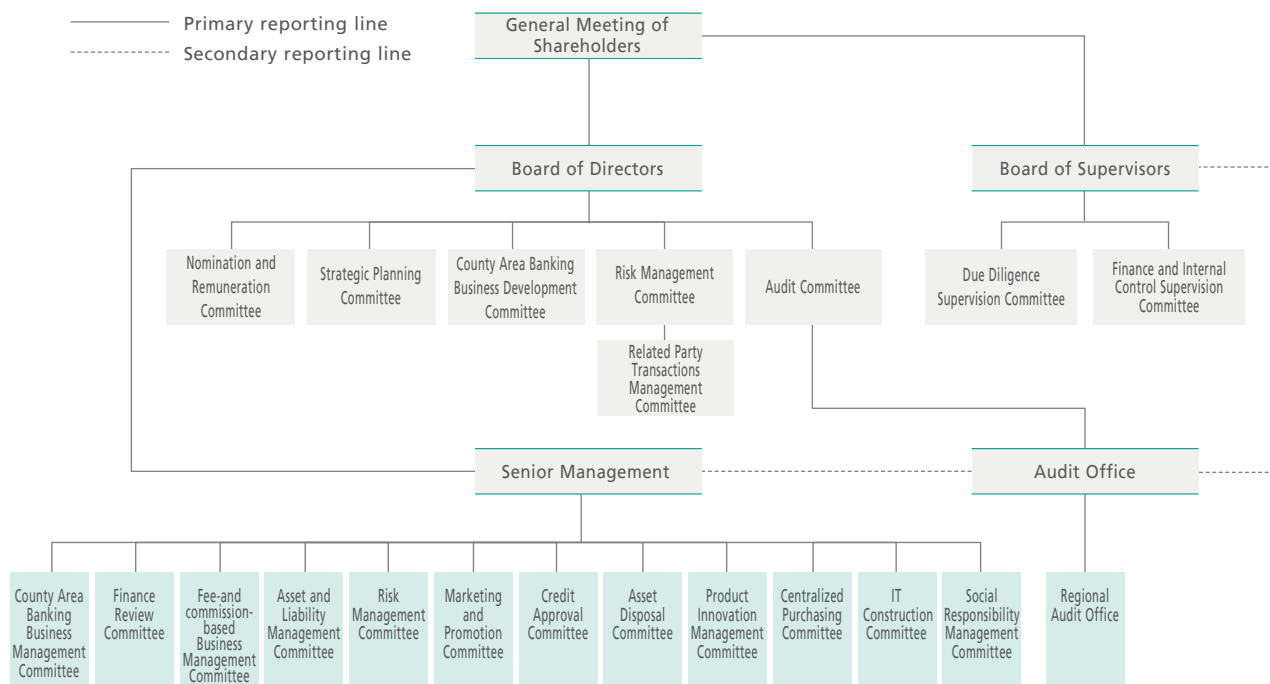 Primary reporting line
Secondary reporting line
General Meeting of
Shareholders
Board of Directors
Board of Supervisors
Nomination and
Remuneration
Committee
Strategic Planning
Committee
County Area Banking
Business Development
Committee
Risk Management
Committee
Audit Committee
Due Diligence
Supervision Committee
Finance and Internal
Control Supervision
Committee
Related Party
Transactions
Management
Committee
Senior Management
Audit Office
County Area
Banking
Business
Management
Committee
Finance
Review
Committee
Fee-and
commission-
based
Business
Management
Committee
Asset and
Liability
Management
Committee
Risk
Management
Committee
Marketing
and
Promotion
Committee
Credit
Approval
Committee
Asset
Disposal
Committee
Product
Innovation
Management
Committee
Centralized
Purchasing
Committee
IT
Construction
Committee
Social
Responsibility
Management
Committee
Regional
Audit Office